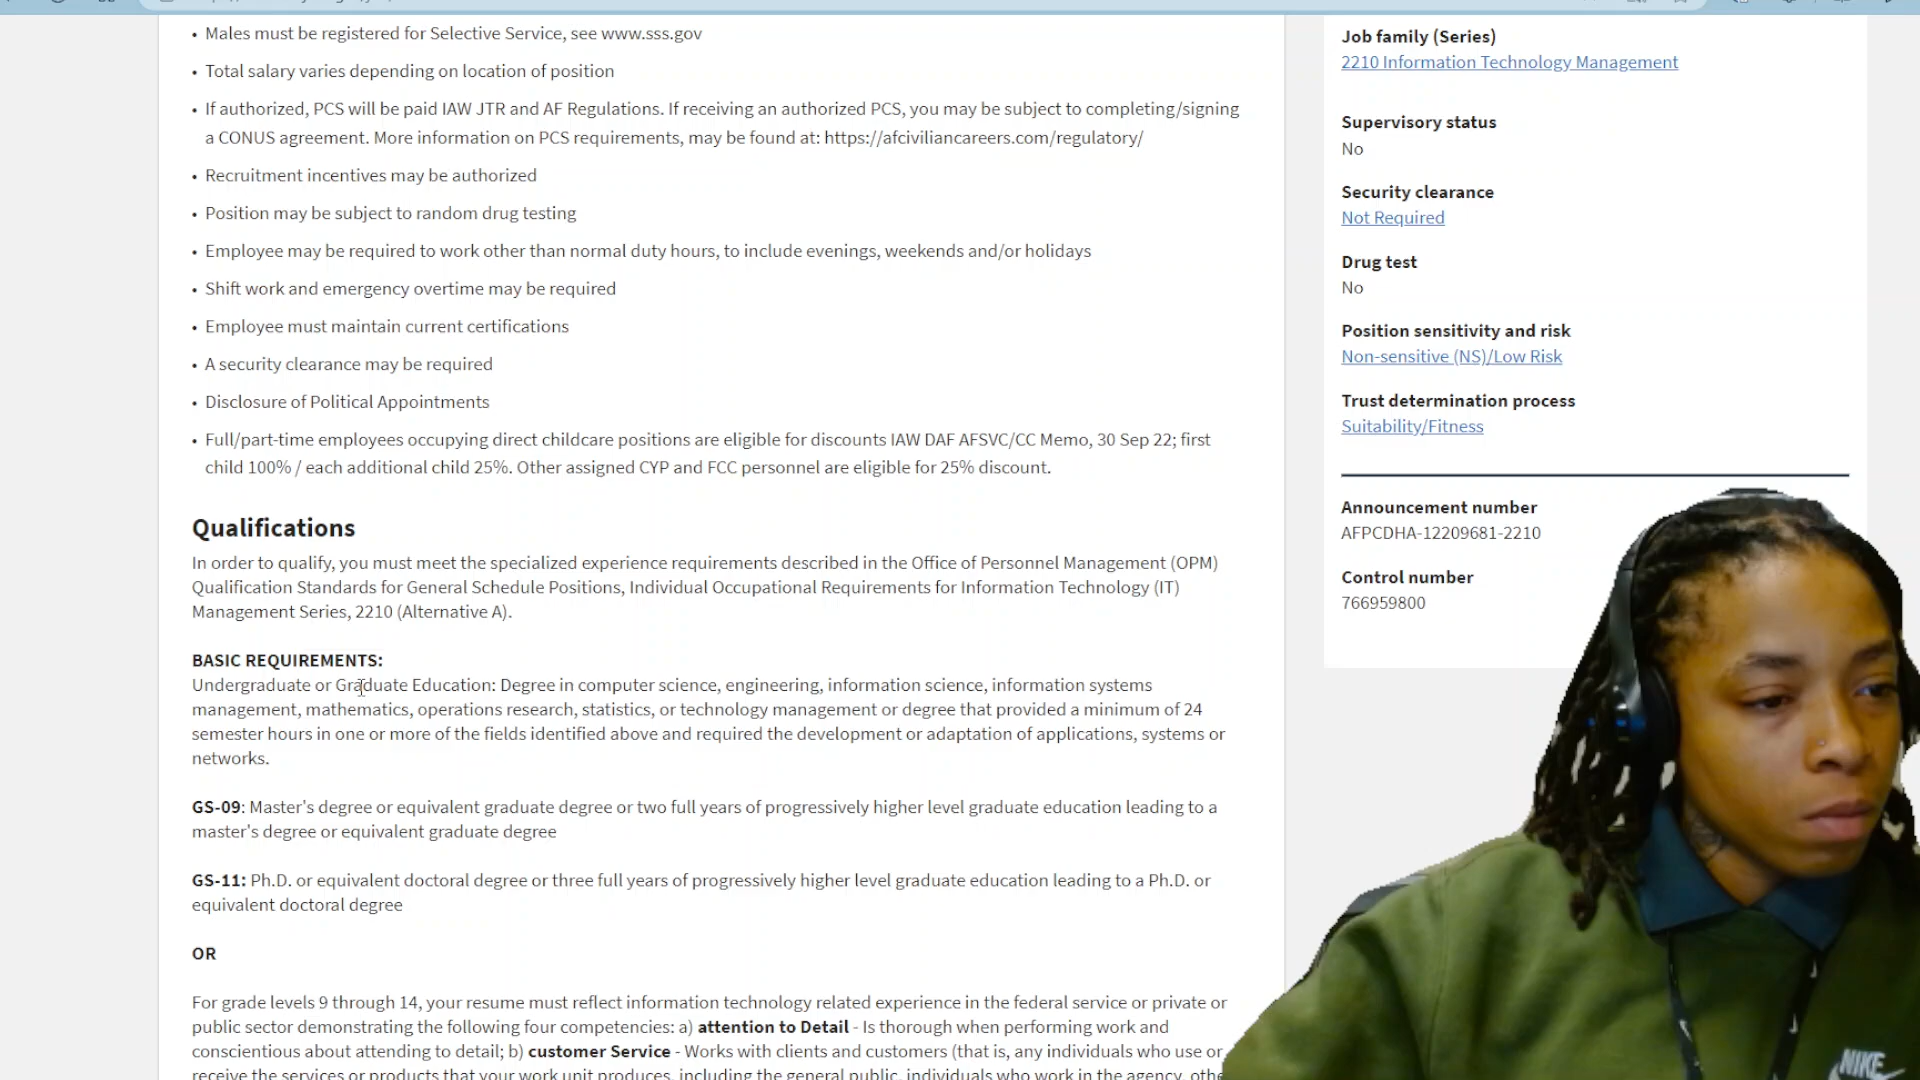 • Males must be registered for Selective Service, see www.sss.gov
• Total salary varies depending on location of position
• If authorized, PCS will be paid IAW JTR and AF Regulations. If receiving an authorized PCS, you may be subject to completing/signing
a CONUS agreement. More information on PCS requirements, may be found at: https://afciviliancareers.com/regulatory/
• Recruitment incentives may be authorized
• Position may be subject to random drug testing
• Employee may be required to work other than normal duty hours, to include evenings, weekends and/or holidays
• Shift work and emergency overtime may be required
• Employee must maintain current certifications
• A security clearance may be required
• Disclosure of Political Appointments
• Full/part-time employees occupying direct childcare positions are eligible for discounts IAW DAF AFSVC/CC Memo, 30 Sep 22; first
child 100% / each additional child 25%. Other assigned CYP and FCC personnel are eligible for 25% discount.
Qualifications
In order to qualify, you must meet the specialized experience requirements described in the Office of Personnel Management (OPM)
Qualification Standards for General Schedule Positions, Individual Occupational Requirements for Information Technology (IT)
Management Series, 2210 (Alternative A).
BASIC REQUIREMENTS:
Undergraduate or Graduate Education: Degree in computer science, engineering, information science, information systems
management, mathematics, operations research, statistics, or technology management or degree that provided a minimum of 24
semester hours in one or more of the fields identified above and required the development or adaptation of applications, systems or
networks.
GS-09: Master's degree or equivalent graduate degree or two full years of progressively higher level graduate education leading to a
master's degree or equivalent graduate degree
GS-11: Ph.D. or equivalent doctoral degree or three full years of progressively higher level graduate education leading to a Ph.D. or
equivalent doctoral degree
OR
For grade levels 9 through 14, your resume must reflect information technology related experience in the federal service or private or
public sector demonstrating the following four competencies: a) attention to Detail - Is thorough when performing work and
conscientious about attending to detail; b) customer Service - Works with clients and customers (that is, any individuals who use or
receive the services or products that your work unit produces, including the general public, individuals who work in the agency,
Job family (Series)
2210 Information Technology Management
Supervisory status
No
Security clearance
Not Required
Drug test
No
Position sensitivity and risk
Non-sensitive (NS)/Low Risk
Trust determination process
Suitability/Fitness
Announcement number
AFPCDHA-12209681-2210
Control number
766959800
NIKE